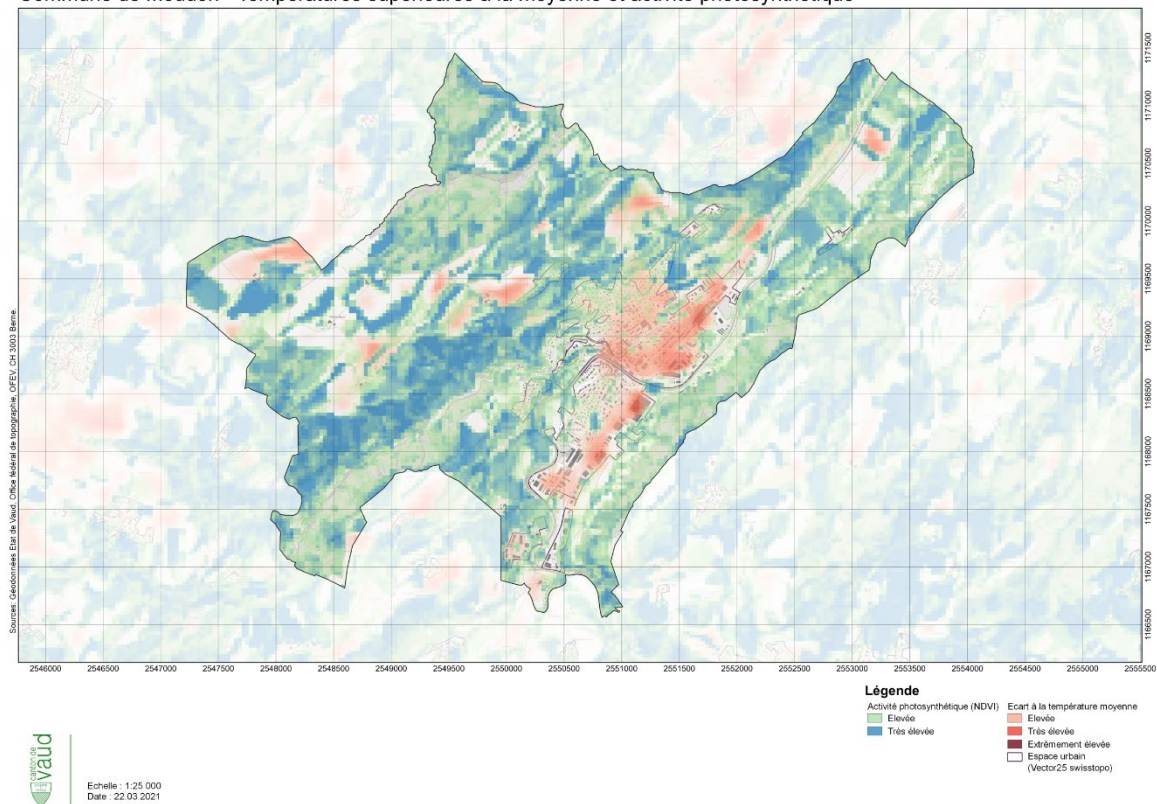 Commune de Moudon - Températures supérieures à la moyenne et activité photosynthétique
1171500
1171000
1170500
1170000
1169500
1169000
1168500
1168000
1167500
1167000
1166500
Sources: Géodonnées Etat de Vaud, Office fédéral de topographie, OFEV, CH 3003 Berne.
2546000 2546500 2547000 2547500 2548000 2548500 2549000 2549500 2550000 2550500 2551000 2551500 2552000 2552500 2553000 2553500 2554000 2554500 2555000 2555500
Légende
Activité photosynthétique (NDVI)
Elevée
Très élevée
Ecart à la température moyenne
Elevée
Très élevée
Extrêmement élevée
Espace urbain
(Vector25 swisstopo)
canton de
vaud
Echelle : 1:25 000
Date : 22.03.2021